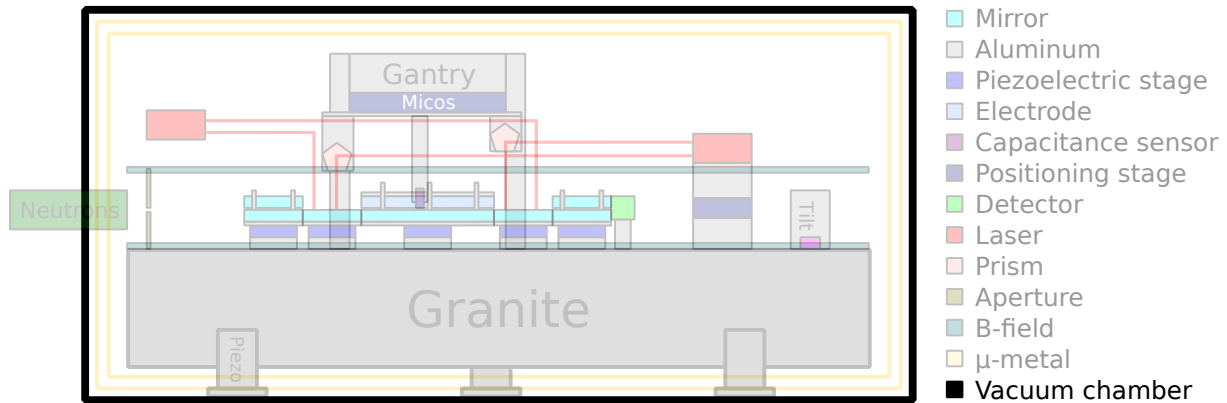 Gantry
Micos
Neutrons
Tilt
Granite
Piezo
Mirror
Aluminum
Piezoelectric stage
Electrode
Capacitance sensor
Positioning stage
Detector
Laser
Prism
Aperture
B-field
μ-metal
Vacuum chamber